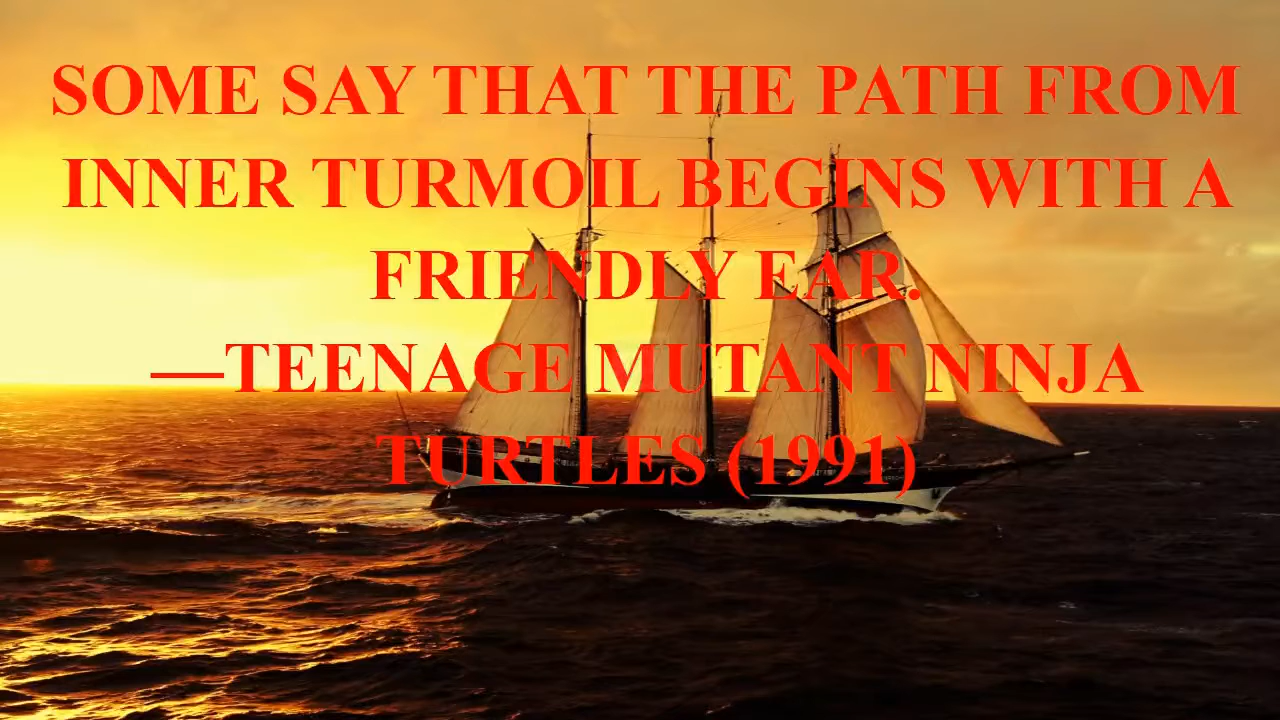 SOME SAY THAT THE PATH FROM
INNER TURMOIL BEGINS WITH A
FRIENDLY EAR.
—TEENAGE MUTANT NINJA
TURTLES (1991)